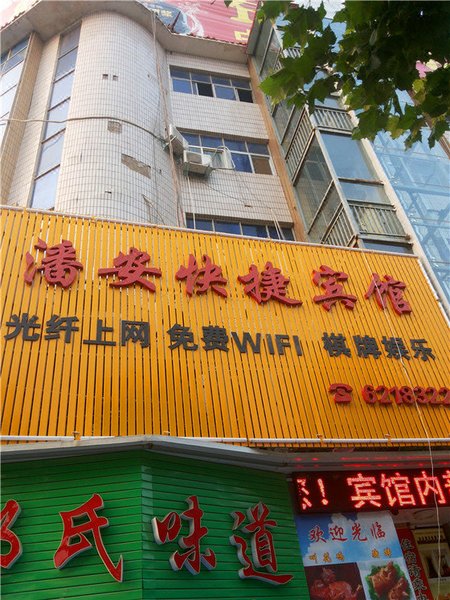 潘安快捷宾馆
光纤上网 免费WIFI 棋牌娱乐
☎ 6218322
! 宾馆内
氏味道
欢迎光临